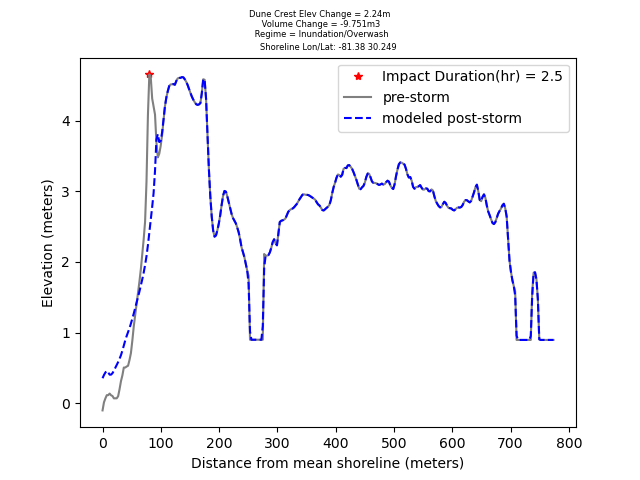 Dune Crest Elev Change = 2.24m
Volume Change = -9.751m3
Regime = Inundation/Overwash
Shoreline Lon/Lat: -81.38 30.249
Impact Duration(hr) = 2.5
pre-storm
modeled post-storm
Elevation (meters)
4
3
2
1
0
0 100 200 300 400 500 600 700 800
Distance from mean shoreline (meters)